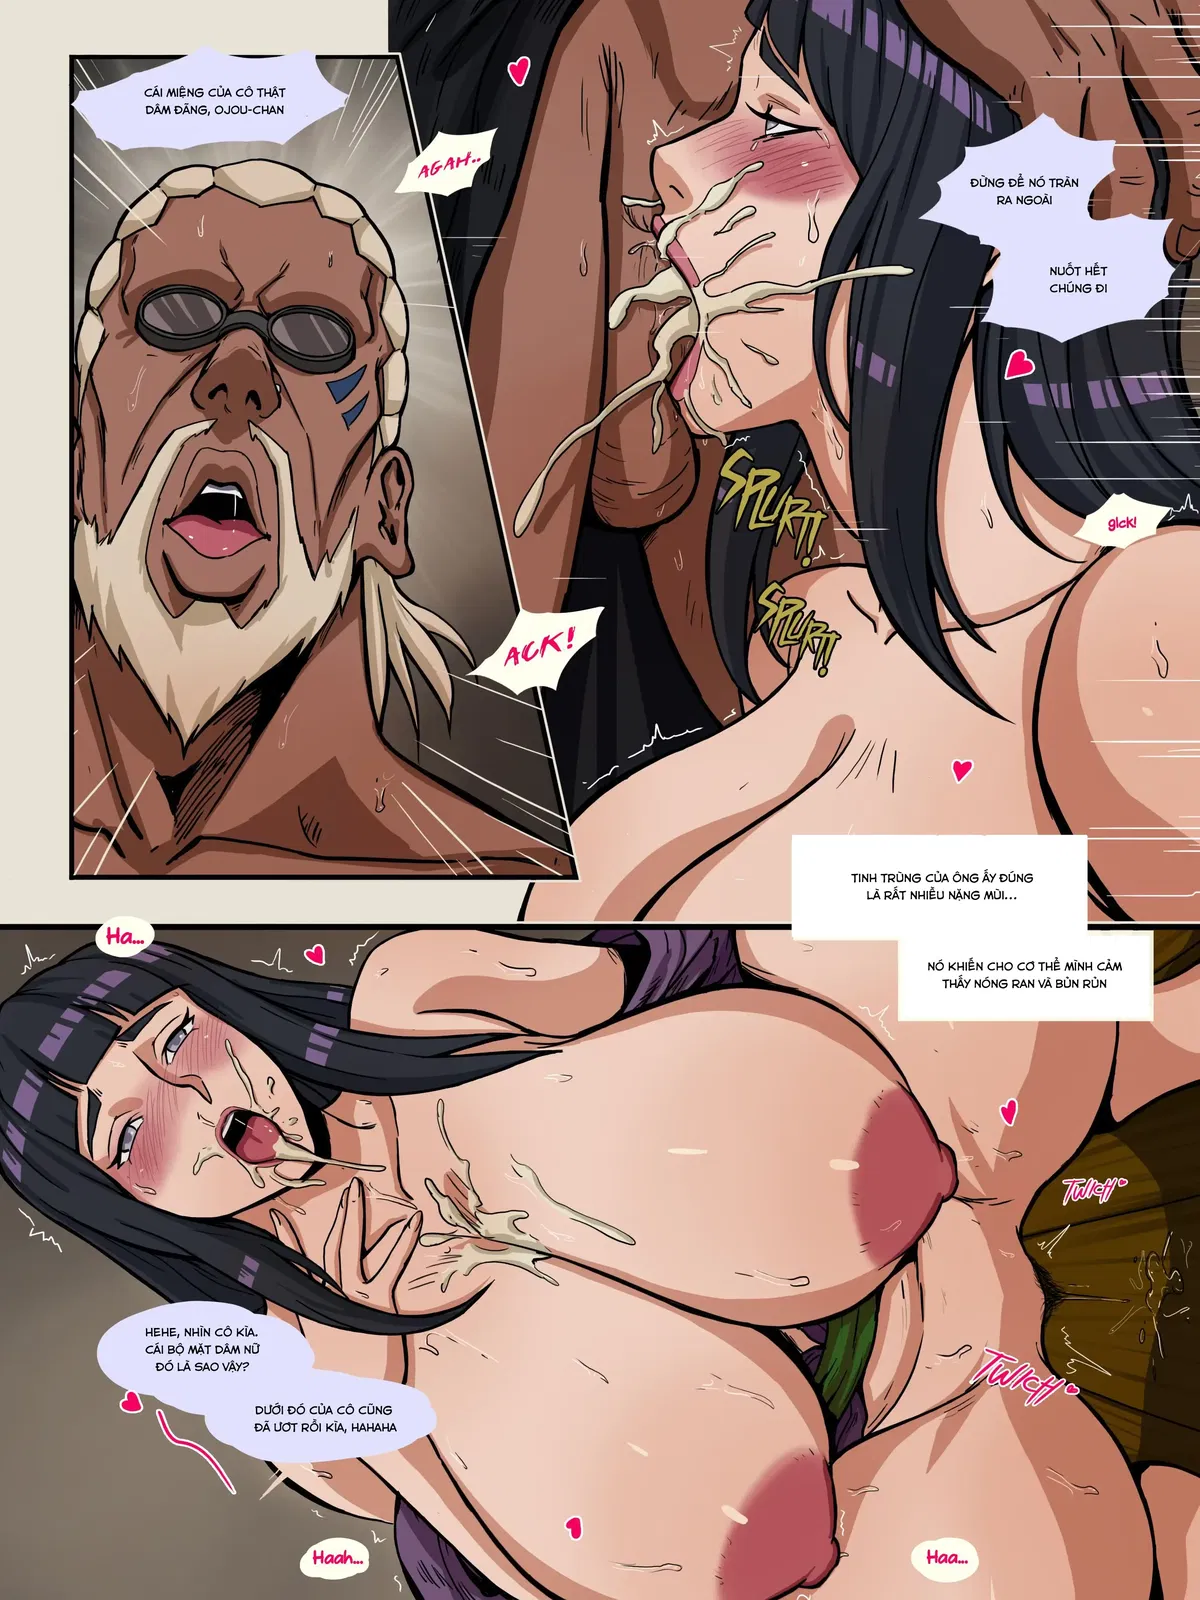 CÁI MIỆNG CỦA CÔ THẬT
DÂM ĐÃNG, OJOU-CHAN
AGAH..
ĐỪNG ĐỂ NÓ TRÀN
RA NGOÀI
NUỐT HẾT
CHÚNG ĐI
SPLURT!
glck!
SPLURT!
ACK!
TINH TRÙNG CỦA ÔNG ẤY ĐÚNG
LÀ RẤT NHIỀU NẶNG MÙI...
Ha...
NÓ KHIẾN CHO CƠ THỂ MÌNH CẢM
THẤY NÓNG RAN VÀ BỦN RỦN
TWICH
HEHE, NHÌN CÔ KÌA.
CÁI BỘ MẶT DÂM NỮ
ĐÓ LÀ SAO VẬY?
TWICH
DƯỚI ĐÓ CỦA CÔ CŨNG
ĐÃ ƯỚT RỒI KÌA, HAHAHA
Haah...
Haa...